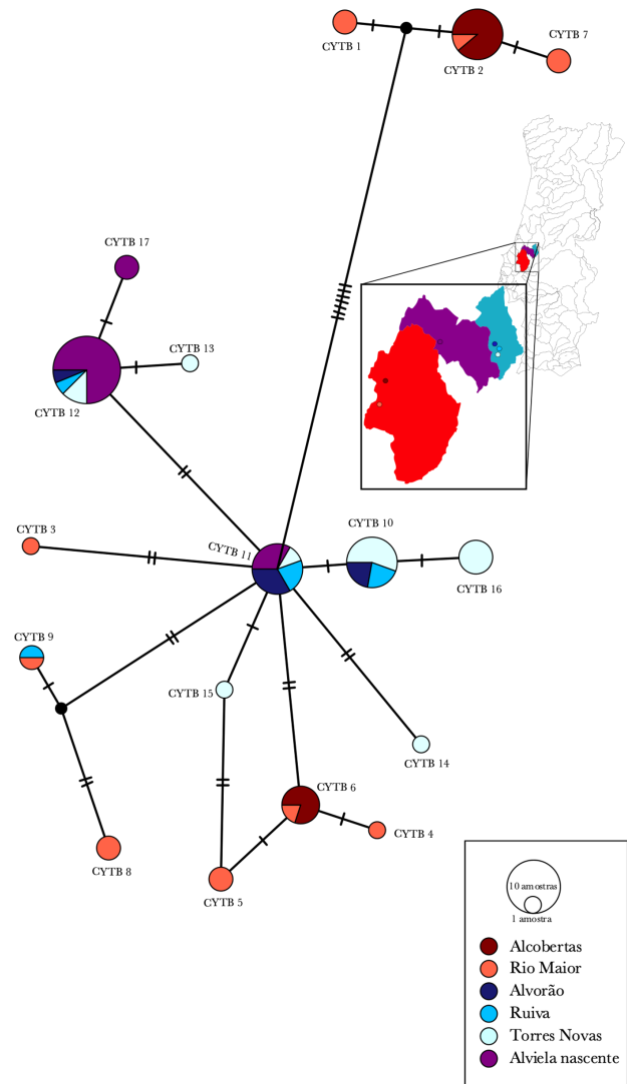 CYTB 1
CYTB 2
CYTB 7
CYTB 17
CYTB 13
CYTB 12
CYTB 3
CYTB 11
CYTB 10
CYTB 16
CYTB 9
CYTB 15
CYTB 14
CYTB 6
CYTB 4
CYTB 8
CYTB 5
10 amostras
1 amostra
Alcobertas
Rio Maior
Alvorão
Ruiva
Torres Novas
Alviela nascente